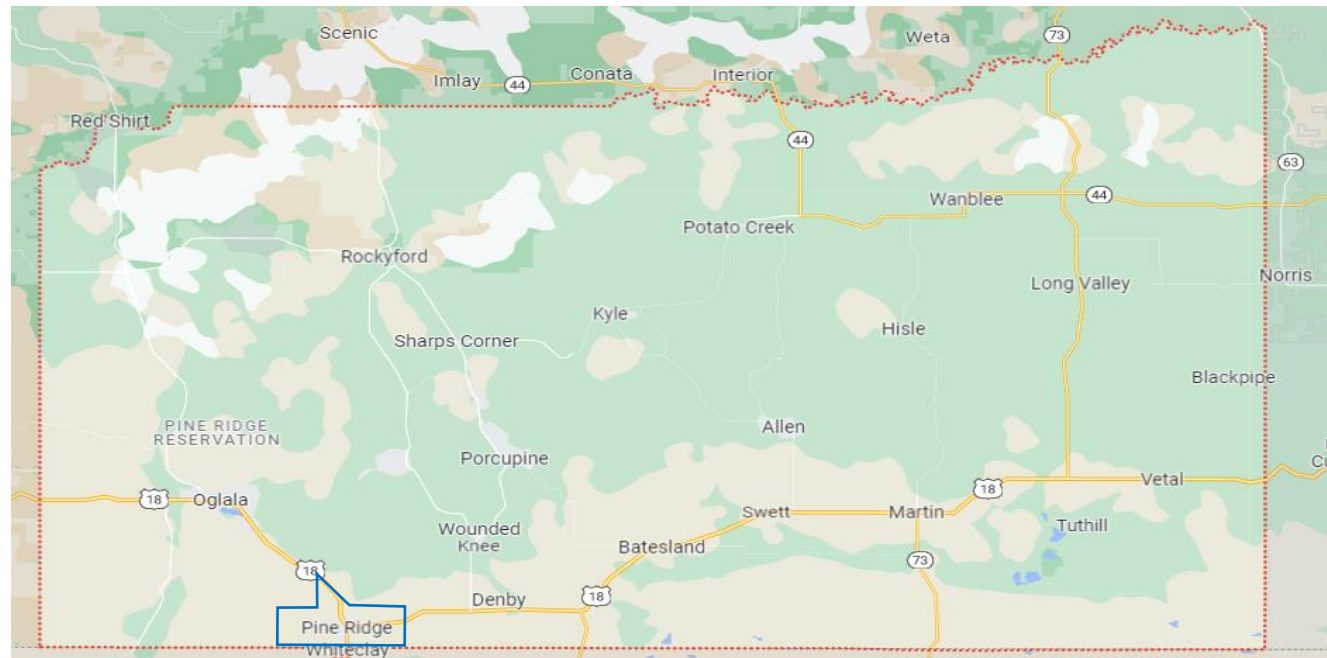 Scenic
Weta
73
Imlay
44
Conata
Interior
Red Shirt
44
63
Wanblee
44
Potato Creek
Rockyford
Norris
Long Valley
Kyle
Hisle
Sharps Corner
Blackpipe
PINE RIDGE
RESERVATION
Allen
Porcupine
Vetal
18
18
Oglala
Swett
Martin
Tuthill
Wounded
Knee
Batesland
73
18
18
Denby
Pine Ridge
Whiteclay